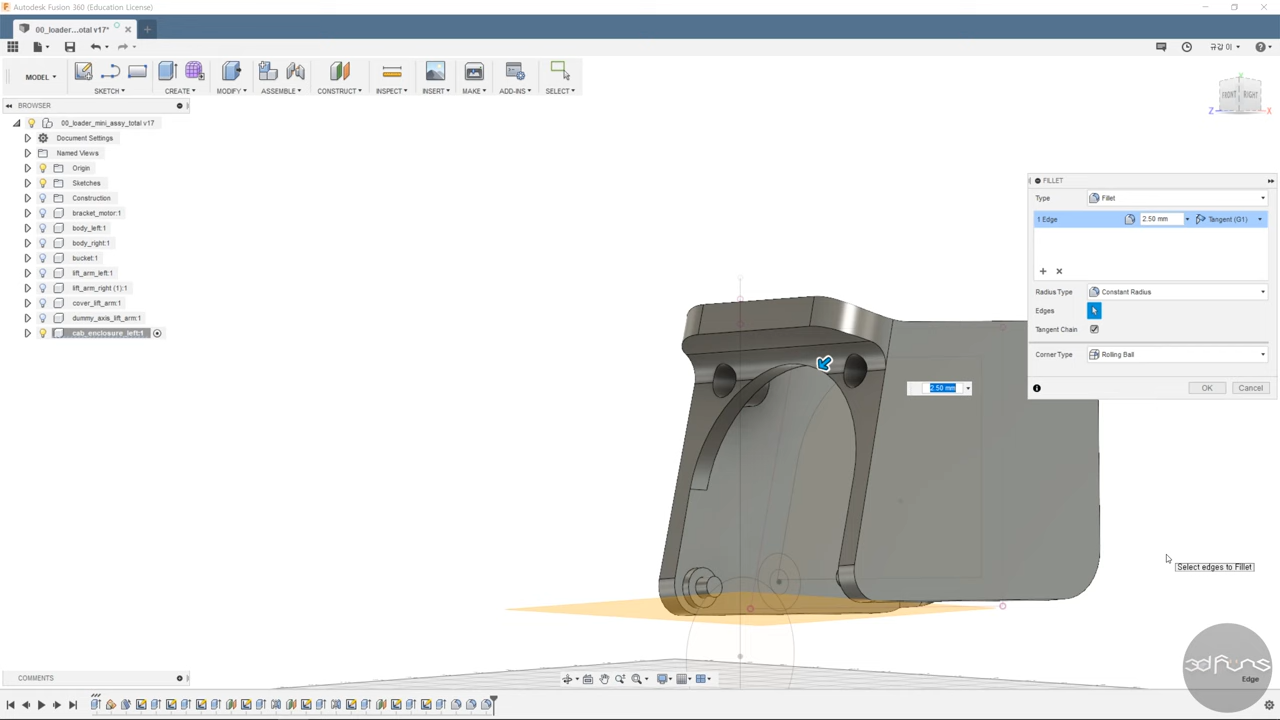 Autodesk Fusion 360 (Education License)
00_loader...otal v17*
MODEL
SKETCH
CREATE
MODIFY
ASSEMBLE
CONSTRUCT
INSPECT
INSERT
MAKE
ADD-INS
SELECT
규갑 이
BROWSER
FRONT
RIGHT
Z
X
00_loader_mini_assy_total v17
Document Settings
Named Views
Origin
Sketches
Construction
bracket_motor:1
body_left:1
body_right:1
bucket:1
lift_arm_left:1
lift_arm_right (1):1
cover_lift_arm:1
dummy_axis_lift_arm:1
cab_enclosure_left:1
FILLET
Type
Fillet
1 Edge
2.50 mm
Tangent (G1)
Radius Type
Constant Radius
Edges
Tangent Chain
Corner Type
Rolling Ball
OK
Cancel
2.50 mm
Select edges to Fillet
3dfuns
Edge
COMMENTS